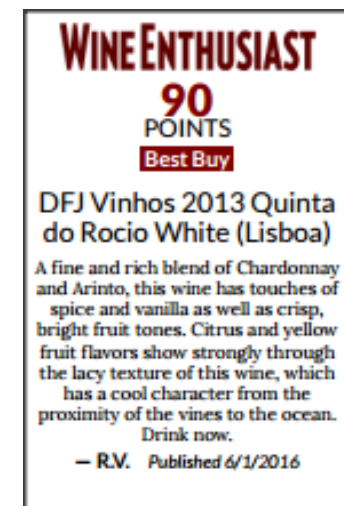 WINE ENTHUSIAST
90
POINTS
Best Buy
DFJ Vinhos 2013 Quinta
do Rocio White (Lisboa)
A fine and rich blend of Chardonnay
and Arinto, this wine has touches of
spice and vanilla as well as crisp,
bright fruit tones. Citrus and yellow
fruit flavors show strongly through
the lacy texture of this wine, which
has a cool character from the
proximity of the vines to the ocean.
Drink now.
— R.V. Published 6/1/2016